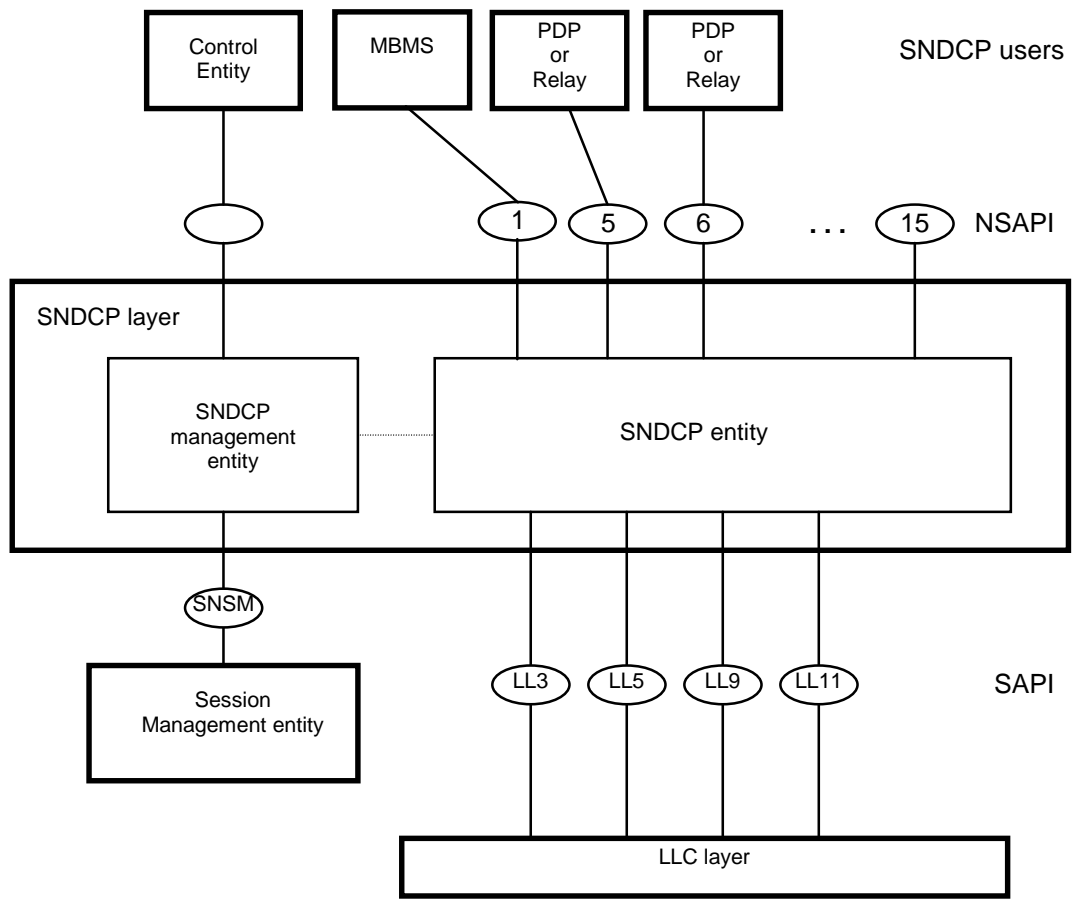 Control
Entity
MBMS
PDP
or
Relay
PDP
or
Relay
SNDCP users
1
5
6
. . .
15
NSAPI
SNDCP layer
SNDCP
management
entity
SNDCP entity
SNSM
LL3
LL5
LL9
LL11
SAPI
Session
Management entity
LLC layer